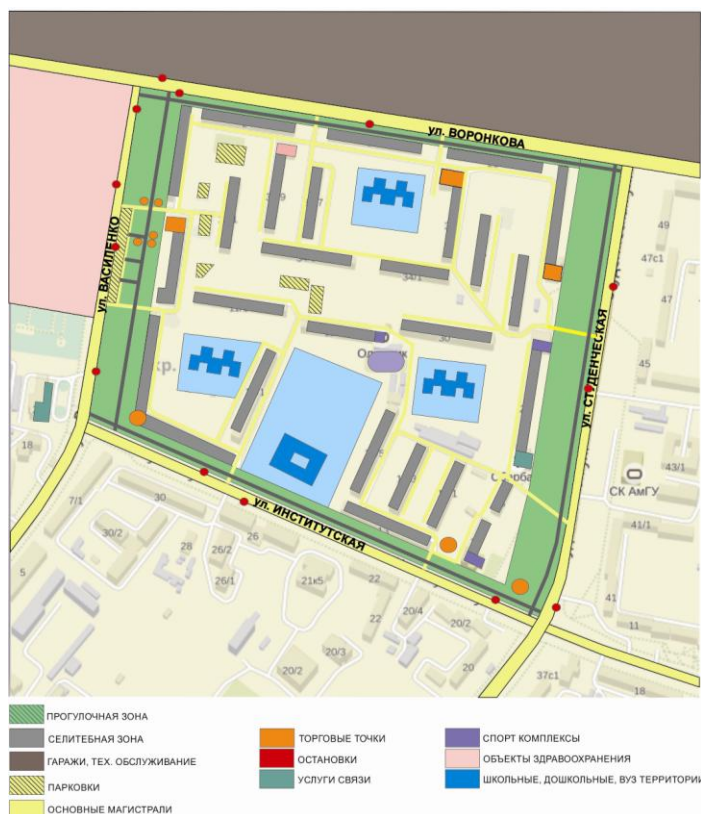 ул. ВОРОНКОВА
49
47с1
34/1
47
ул. ВАСИЛЕНКО
ул. СТУДЕНЧЕСКАЯ
30
45
кр.
18
43/1
СК АмГУ
7/1
30
ул. ИНСТИТУТСКАЯ
41/1
30/2
28
26/2
26
5
26/1
21к5
22
41
22
20/4
20/2
11
20/3
20/2
20
37с1
18
ПРОГУЛОЧНАЯ ЗОНА
СЕЛИТЕБНАЯ ЗОНА
ГАРАЖИ, ТЕХ. ОБСЛУЖИВАНИЕ
ПАРКОВКИ
ОСНОВНЫЕ МАГИСТРАЛИ
ТОРГОВЫЕ ТОЧКИ
ОСТАНОВКИ
УСЛУГИ СВЯЗИ
СПОРТ КОМПЛЕКСЫ
ОБЪЕКТЫ ЗДРАВООХРАНЕНИЯ
ШКОЛЬНЫЕ, ДОШКОЛЬНЫЕ, ВУЗ ТЕРРИТОРИИ